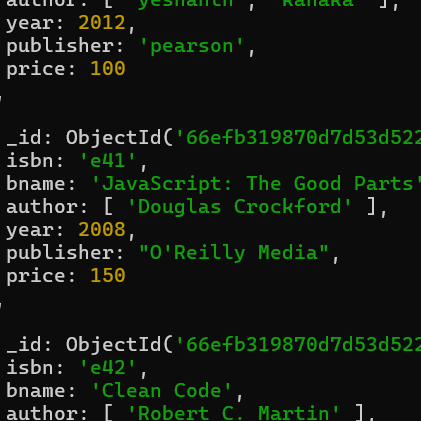 author: [ 'yeshanth', 'Kanaka' ],
year: 2012,
publisher: 'pearson',
price: 100
,
_id: ObjectId('66efb319870d7d53d522
isbn: 'e41',
bname: 'JavaScript: The Good Parts'
author: [ 'Douglas Crockford' ],
year: 2008,
publisher: "O'Reilly Media",
price: 150
,
_id: ObjectId('66efb319870d7d53d522
isbn: 'e42',
bname: 'Clean Code',
author: [ 'Robert C. Martin' ],